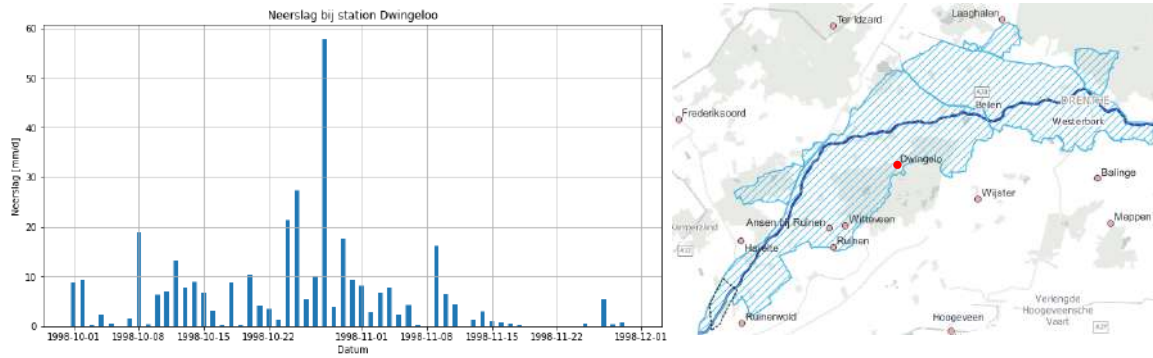 Neerslag bij station Dwingeloo
Neerslag [mm/d]
60
50
40
30
20
10
0
1998-10-01 1998-10-08 1998-10-15 1998-10-22 1998-11-01 1998-11-08 1998-11-15 1998-11-22 1998-12-01
Datum
Ter Idzard
Laaghalen
Frederiksoord
DRENTHE
Beilen
Westerbork
Dwingelo
Balinge
Wijster
Meppen
Ansen bij Ruinen
Witteveen
Havelte
Ruinen
Ruinerwold
Hoogeveen
Verlengde
Hoogeveensche
Vaart